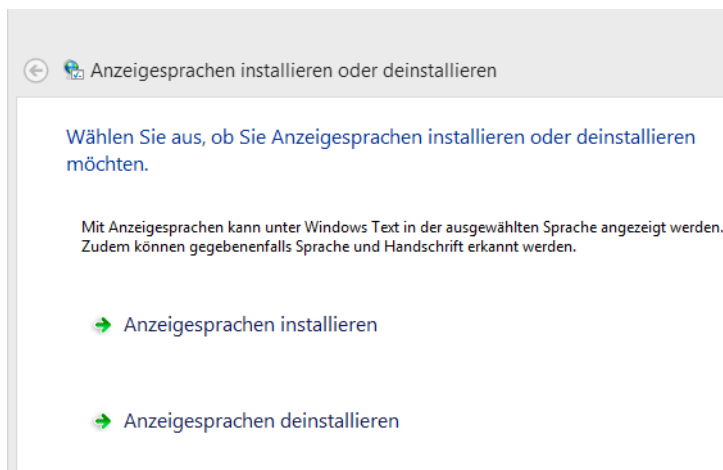 Anzeigesprachen installieren oder deinstallieren
Wählen Sie aus, ob Sie Anzeigesprachen installieren oder deinstallieren
möchten.
Mit Anzeigesprachen kann unter Windows Text in der ausgewählten Sprache angezeigt werden.
Zudem können gegebenenfalls Sprache und Handschrift erkannt werden.
Anzeigesprachen installieren
Anzeigesprachen deinstallieren